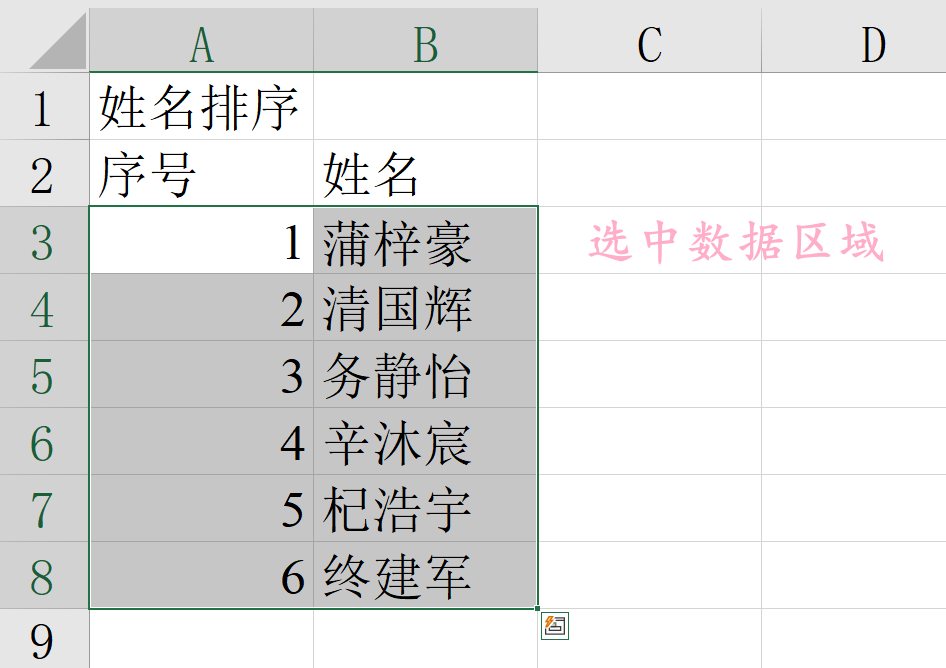 A B C D
1 姓名排序
2 序号 姓名
3 1 蒲梓豪 选中数据区域
4 2 清国辉
5 3 务静怡
6 4 辛沐宸
7 5 杞浩宇
8 6 终建军
9